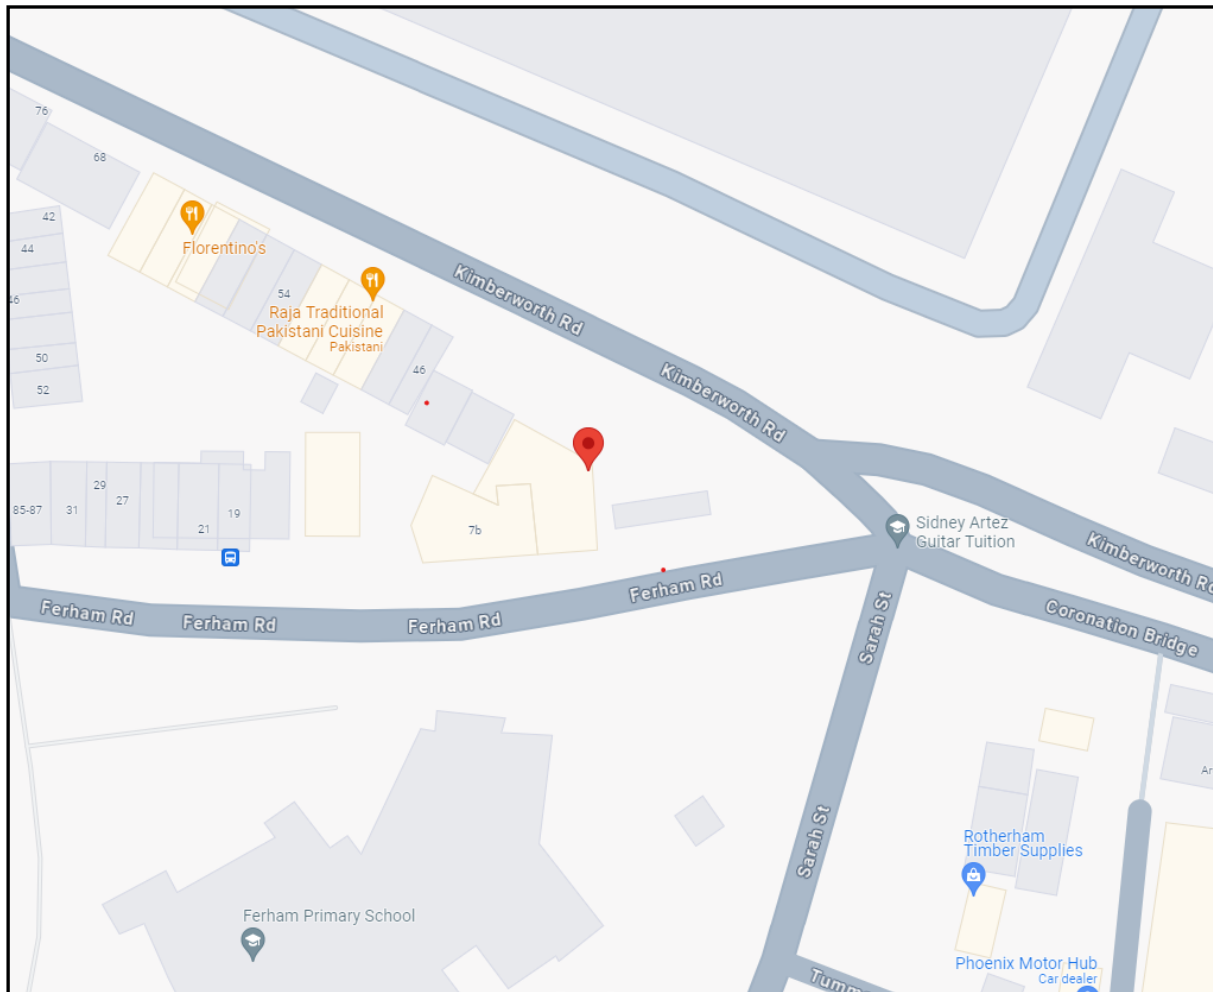 76
68
42
Florentino's
44
54
46
Raja Traditional
Pakistani Cuisine
Pakistani
Kimberworth Rd
50
46
52
Kimberworth Rd
29
27
85-87
31
21
19
7b
Sidney Artez
Guitar Tuition
Kimberworth Rd
Ferham Rd
Ferham Rd
Ferham Rd
Ferham Rd
Sarah St
Coronation Bridge
Sarah St
Rotherham
Timber Supplies
Ferham Primary School
Phoenix Motor Hub
Car dealer